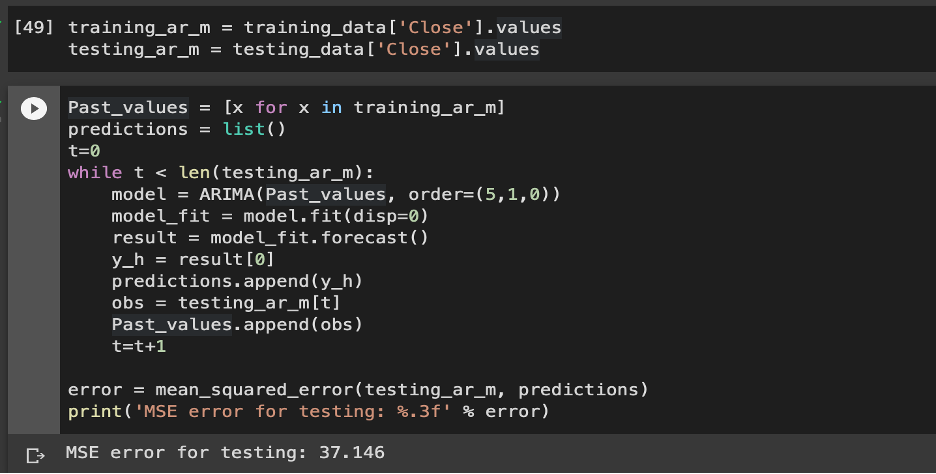 [49] training_ar_m = training_data['Close'].values
testing_ar_m = testing_data['Close'].values
Past_values = [x for x in training_ar_m]
predictions = list()
t=0
while t < len(testing_ar_m):
    model = ARIMA(Past_values, order=(5,1,0))
    model_fit = model.fit(disp=0)
    result = model_fit.forecast()
    y_h = result[0]
    predictions.append(y_h)
    obs = testing_ar_m[t]
    Past_values.append(obs)
    t=t+1
error = mean_squared_error(testing_ar_m, predictions)
print('MSE error for testing: %.3f' % error)
MSE error for testing: 37.146